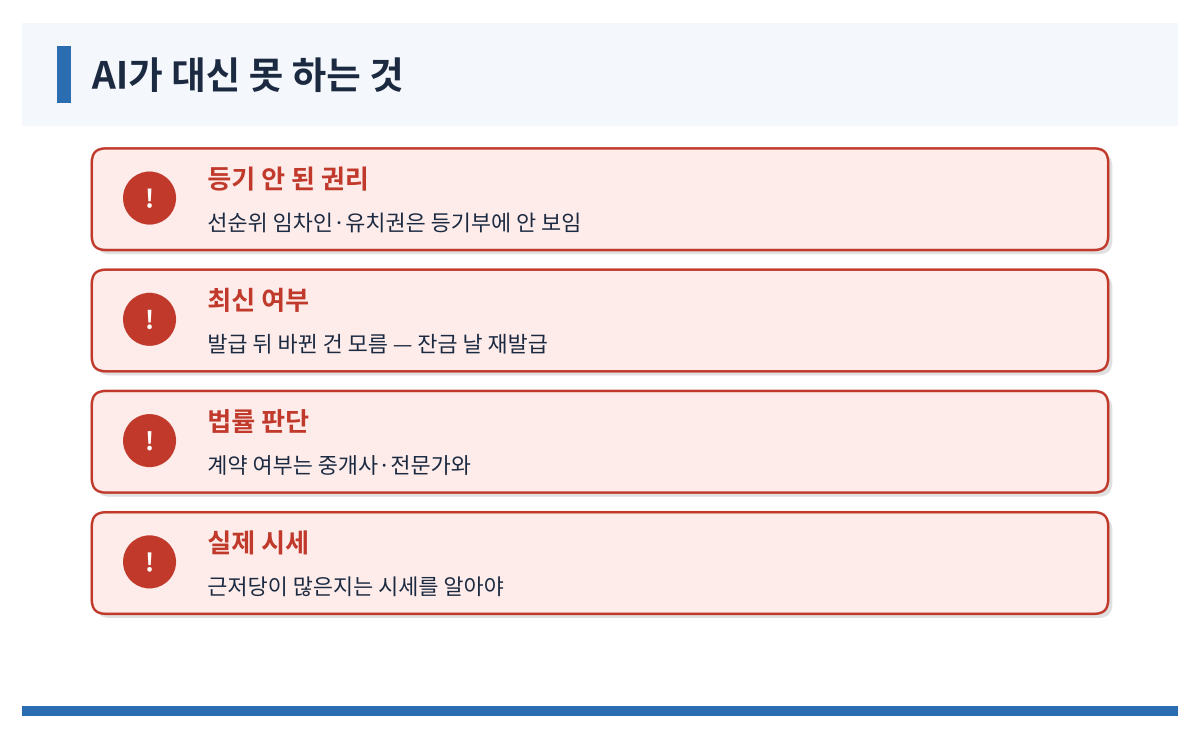 AI가 대신 못 하는 것
!
등기 안 된 권리
선순위 임차인·유치권은 등기부에 안 보임
!
최신 여부
발급 뒤 바뀐 건 모름 — 잔금 날 재발급
!
법률 판단
계약 여부는 중개사·전문가와
!
실제 시세
근저당이 많은지는 시세를 알아야